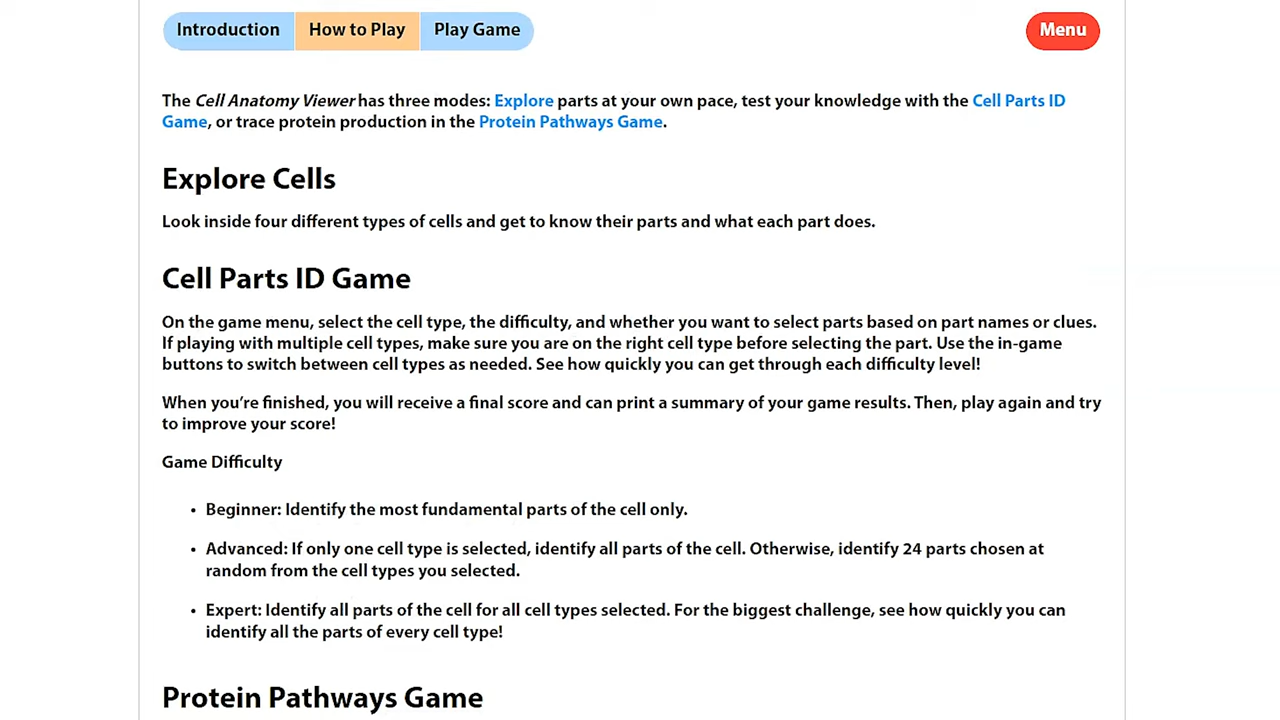 Introduction How to Play Play Game Menu
The Cell Anatomy Viewer has three modes: Explore parts at your own pace, test your knowledge with the Cell Parts ID
Game, or trace protein production in the Protein Pathways Game.
Explore Cells
Look inside four different types of cells and get to know their parts and what each part does.
Cell Parts ID Game
On the game menu, select the cell type, the difficulty, and whether you want to select parts based on part names or clues.
If playing with multiple cell types, make sure you are on the right cell type before selecting the part. Use the in-game
buttons to switch between cell types as needed. See how quickly you can get through each difficulty level!
When you’re finished, you will receive a final score and can print a summary of your game results. Then, play again and try
to improve your score!
Game Difficulty
• Beginner: Identify the most fundamental parts of the cell only.
• Advanced: If only one cell type is selected, identify all parts of the cell. Otherwise, identify 24 parts chosen at
random from the cell types you selected.
• Expert: Identify all parts of the cell for all cell types selected. For the biggest challenge, see how quickly you can
identify all the parts of every cell type!
Protein Pathways Game